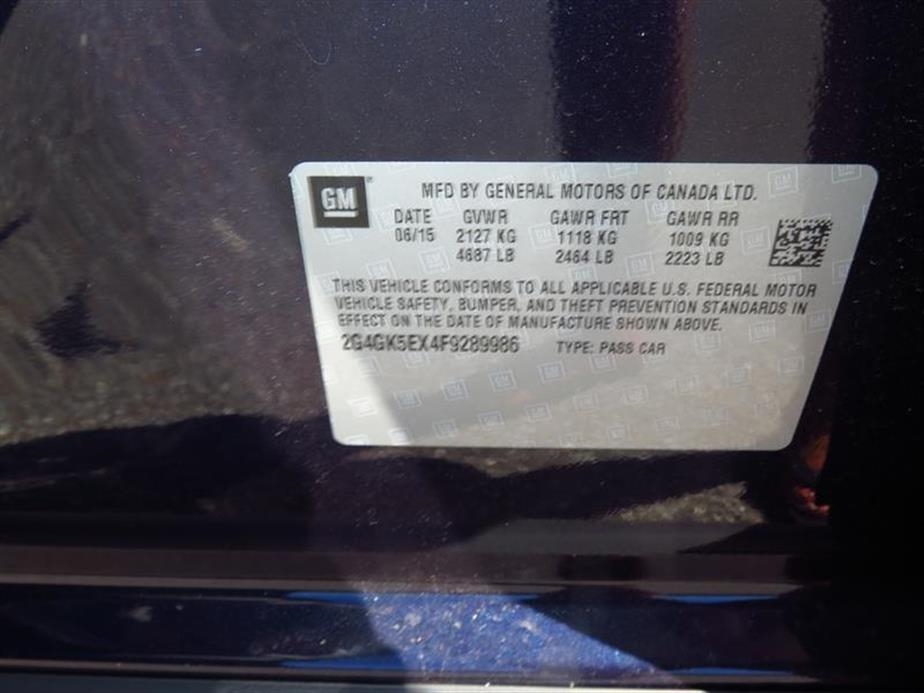 GM
MFD BY GENERAL MOTORS OF CANADA LTD.
DATE GVWR GAWR FRT GAWR RR
06/15 2127 KG 1118 KG 1009 KG
4687 LB 2464 LB 2223 LB
THIS VEHICLE CONFORMS TO ALL APPLICABLE U.S. FEDERAL MOTOR
VEHICLE SAFETY, BUMPER, AND THEFT PREVENTION STANDARDS IN
EFFECT ON THE DATE OF MANUFACTURE SHOWN ABOVE.
2G4GK5EX4F9289986 TYPE: PASS CAR